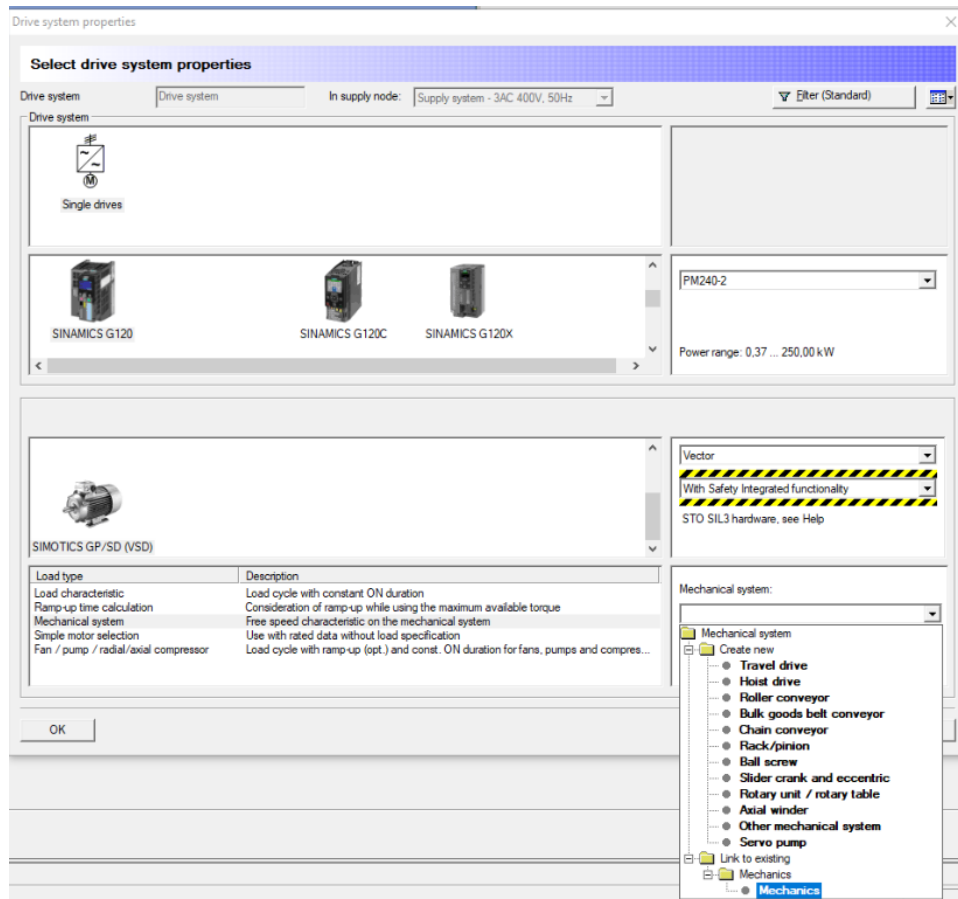 Drive system properties
Select drive system properties
Drive system Drive system In supply node: Supply system - 3AC 400V, 50Hz Filter (Standard)
Drive system
Single drives
SINAMICS G120 SINAMICS G120C SINAMICS G120X
PM240-2
Power range: 0,37 ... 250,00 kW
SIMOTICS GP/SD (VSD)
Vector
With Safety Integrated functionality
STO SIL3 hardware, see Help
Load type Description
Load characteristic Load cycle with constant ON duration
Ramp-up time calculation Consideration of ramp-up while using the maximum available torque
Mechanical system Free speed characteristic on the mechanical system
Simple motor selection Use with rated data without load specification
Fan / pump / radial/axial compressor Load cycle with ramp-up (opt.) and const. ON duration for fans, pumps and compres...
Mechanical system:
Mechanical system
Create new
Travel drive
Hoist drive
Roller conveyor
Bulk goods belt conveyor
Chain conveyor
Rack/pinion
Ball screw
Slider crank and eccentric
Rotary unit / rotary table
Axial winder
Other mechanical system
Servo pump
Link to existing
Mechanics
Mechanics
OK